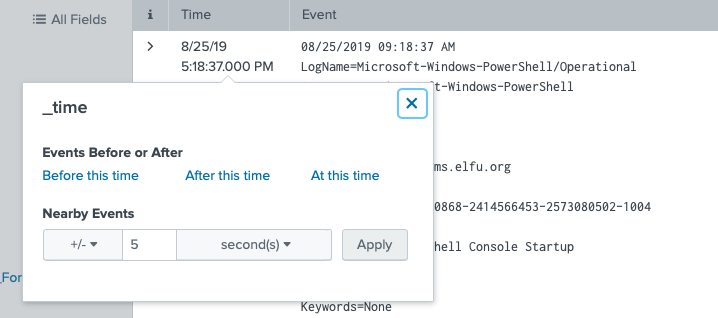 All Fields
i Time Event
8/25/19 08/25/2019 09:18:37 AM
5:18:37.000 PM LogName=Microsoft-Windows-PowerShell/Operational
t-Windows-PowerShell
_time
Events Before or After
Before this time After this time At this time
ms.elfu.org
Nearby Events
0868-2414566453-2573080502-1004
+/- 5 second(s) Apply
hell Console Startup
_For
Keywords=None